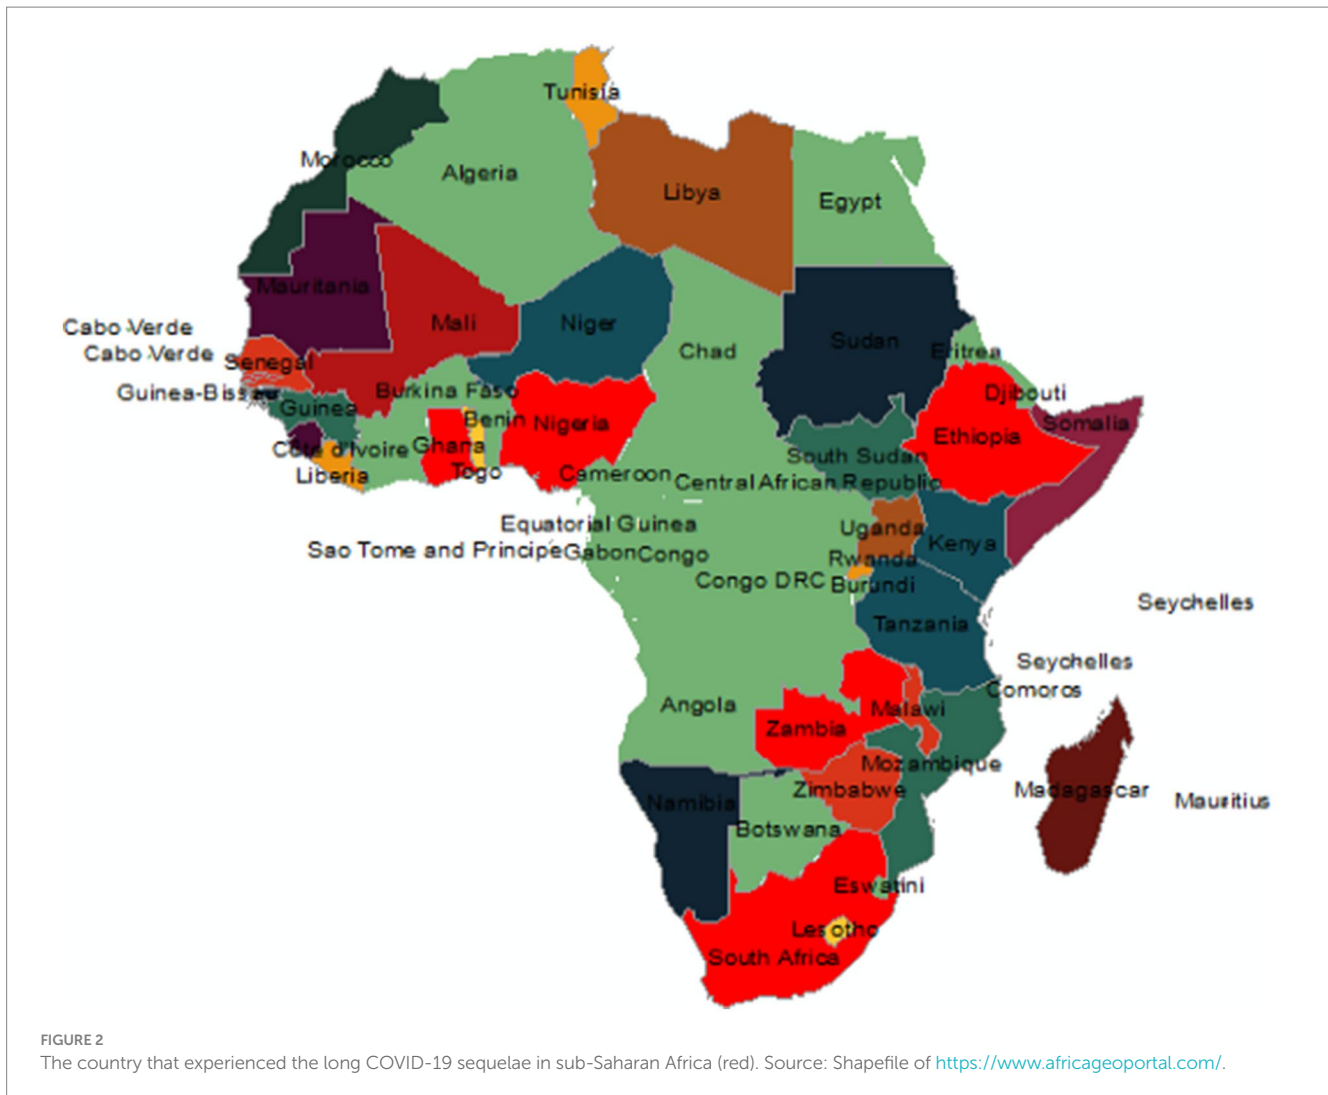 Tunisia
Morocco
Algeria
Libya
Egypt
Mauritania
Cabo Verde
Mali
Niger
Sudan
Chad
Eritrea
Cabo Verde
Senegal
Guinea-Bissau
Burkina Faso
Djibouti
Guinea
Benin
Nigeria
Somalia
Ethiopia
Cote d'Ivoire
Ghana
South Sudan
Liberia
Togo
Cameroon
Central African Republic
Equatorial Guinea
Uganda
Kenya
Sao Tome and Principe
Gabon
Congo
Rwanda
Congo DRC
Burundi
Seychelles
Tanzania
Seychelles
Comoros
Angola
Malawi
Zambia
Mozambique
Namibia
Zimbabwe
Madagascar
Mauritius
Botswana
Eswatini
Lesotho
South Africa
FIGURE 2
The country that experienced the long COVID-19 sequelae in sub-Saharan Africa (red). Source: Shapefile of https://www.africageoportal.com/.